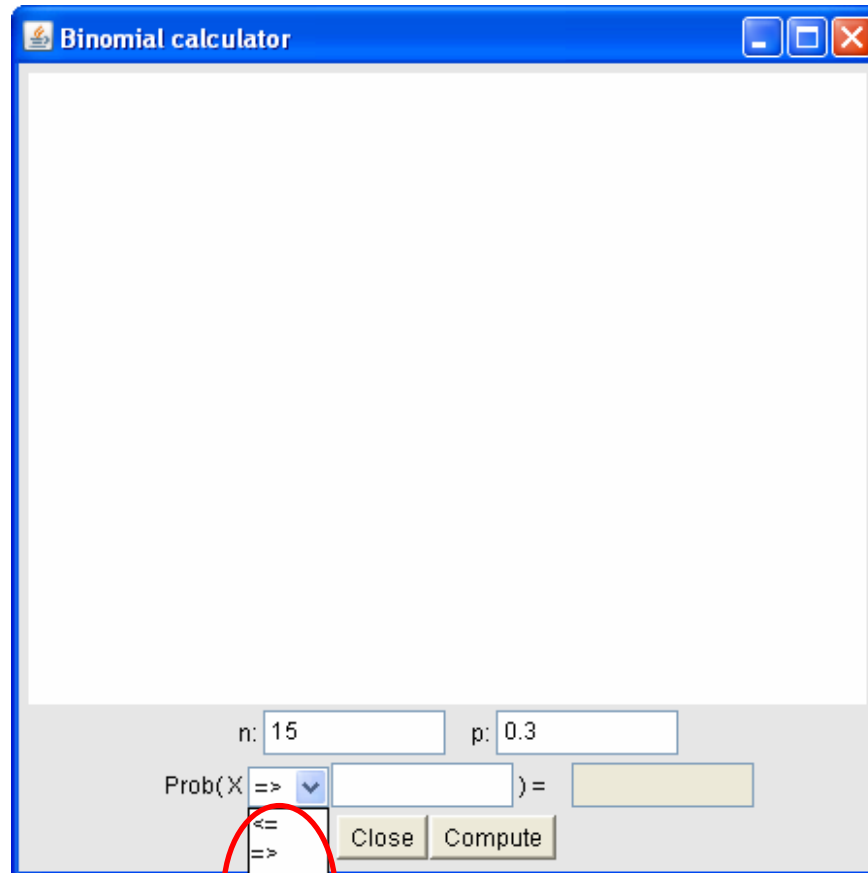 Binomial calculator
n: 15 p: 0.3
Prob( X => ) =
<=
=>
Close Compute